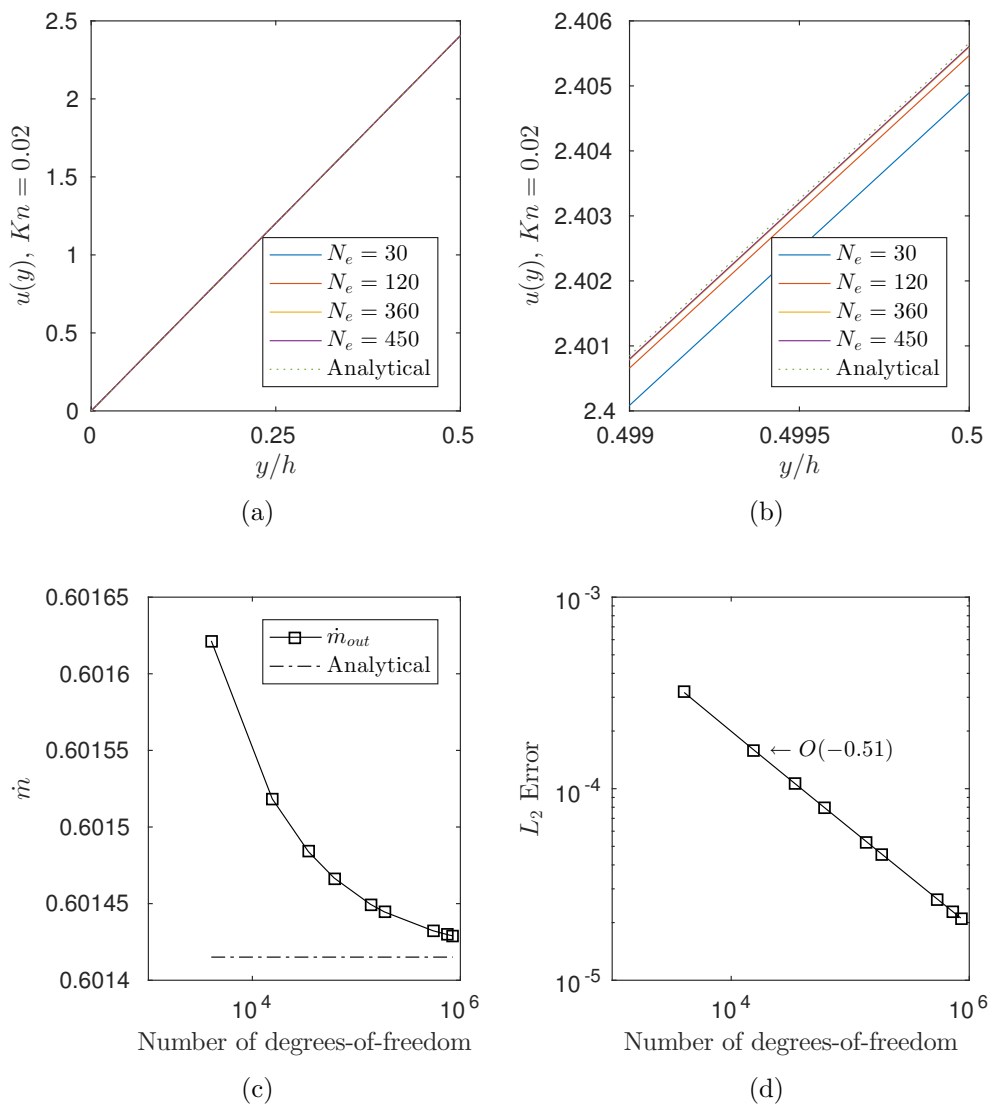 2.5
2
1.5
1
0.5
0
0
0.25
0.5
u(y), Kn = 0.02
y/h
N_e = 30
N_e = 120
N_e = 360
N_e = 450
Analytical
(a)
2.406
2.405
2.404
2.403
2.402
2.401
2.4
0.499
0.4995
0.5
u(y), Kn = 0.02
y/h
N_e = 30
N_e = 120
N_e = 360
N_e = 450
Analytical
(b)
0.60165
0.6016
0.60155
0.6015
0.60145
0.6014
10^4
10^6
ṁ
Number of degrees-of-freedom
ṁ_out
Analytical
(c)
10^-3
10^-4
10^-5
10^4
10^6
L_2 Error
Number of degrees-of-freedom
← O(−0.51)
(d)